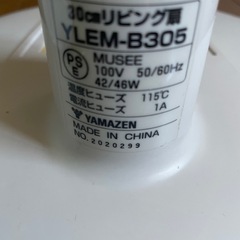 30㎝リビング扇
YLEM-B305
PS
E
MUSEE
100V 50/60Hz
42/46W
温度ヒューズ 115℃
電流ヒューズ 1A
YAMAZEN
MADE IN CHINA
NO.2020299